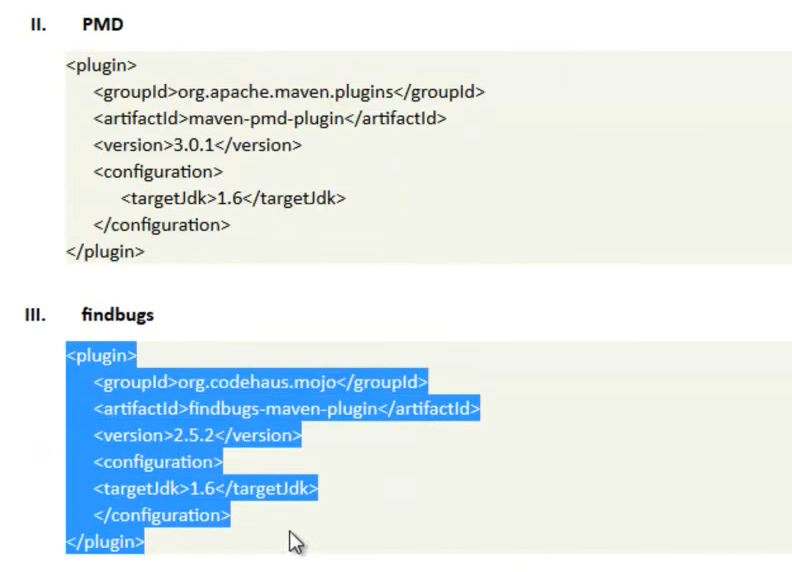 II. PMD
<plugin>
<groupId>org.apache.maven.plugins</groupId>
<artifactId>maven-pmd-plugin</artifactId>
<version>3.0.1</version>
<configuration>
<targetJdk>1.6</targetJdk>
</configuration>
</plugin>
III. findbugs
<plugin>
<groupId>org.codehaus.mojo</groupId>
<artifactId>findbugs-maven-plugin</artifactId>
<version>2.5.2</version>
<configuration>
<targetJdk>1.6</targetJdk>
</configuration>
</plugin>